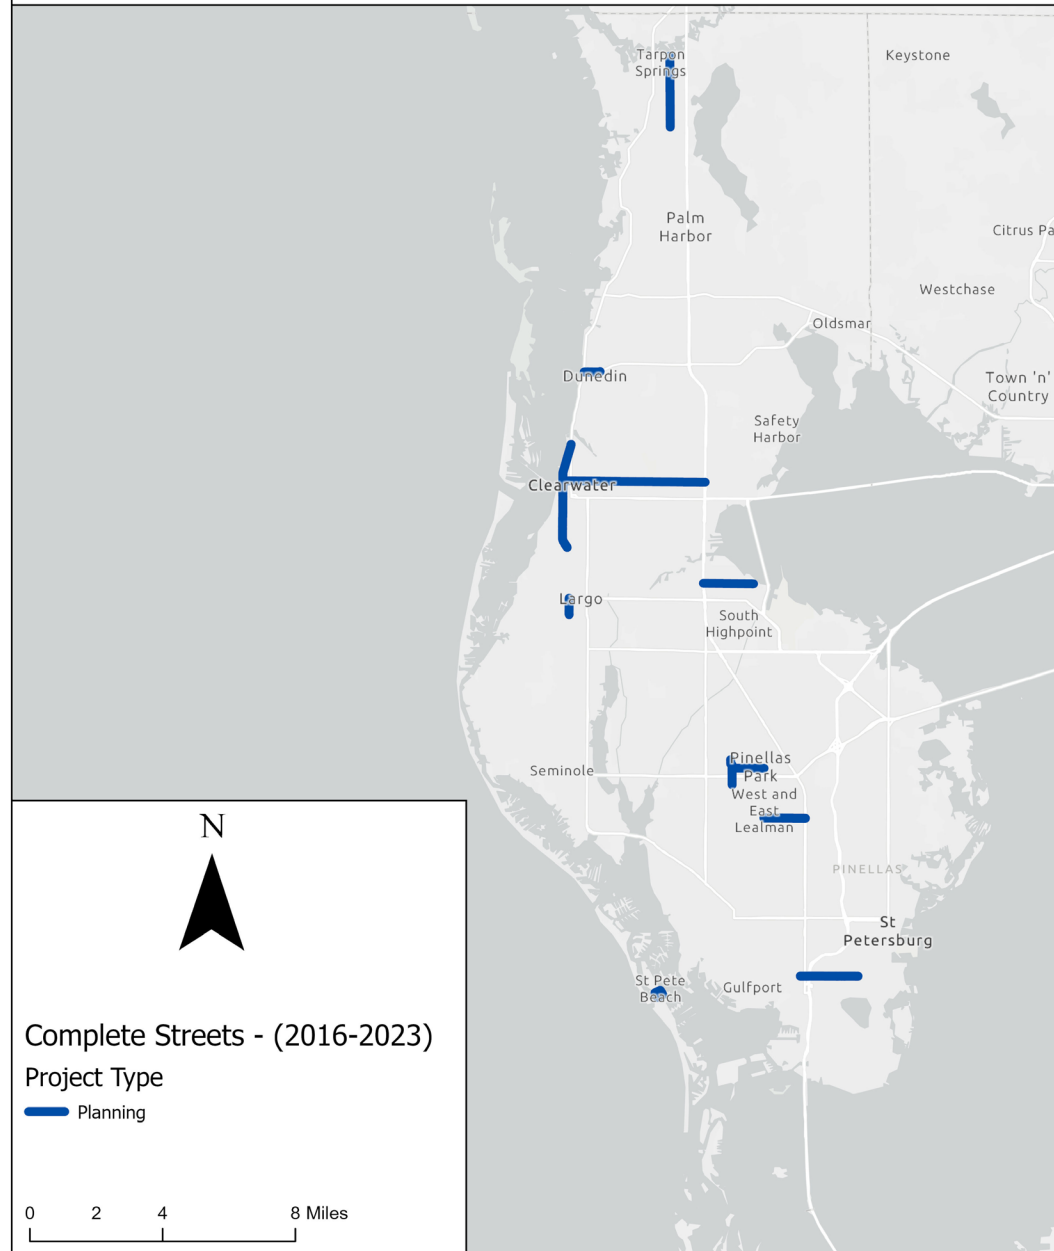 Tarpon
Springs
Keystone
Palm
Harbor
Citrus Pa
Westchase
Oldsmar
Dunedin
Town 'n'
Country
Safety
Harbor
Clearwater
Largo
South
Highpoint
Pinellas
Park
Seminole
West and
East
Lealman
PINELLAS
St
Petersburg
St Pete
Beach
Gulfport
N
Complete Streets - (2016-2023)
Project Type
Planning
0 2 4 8 Miles